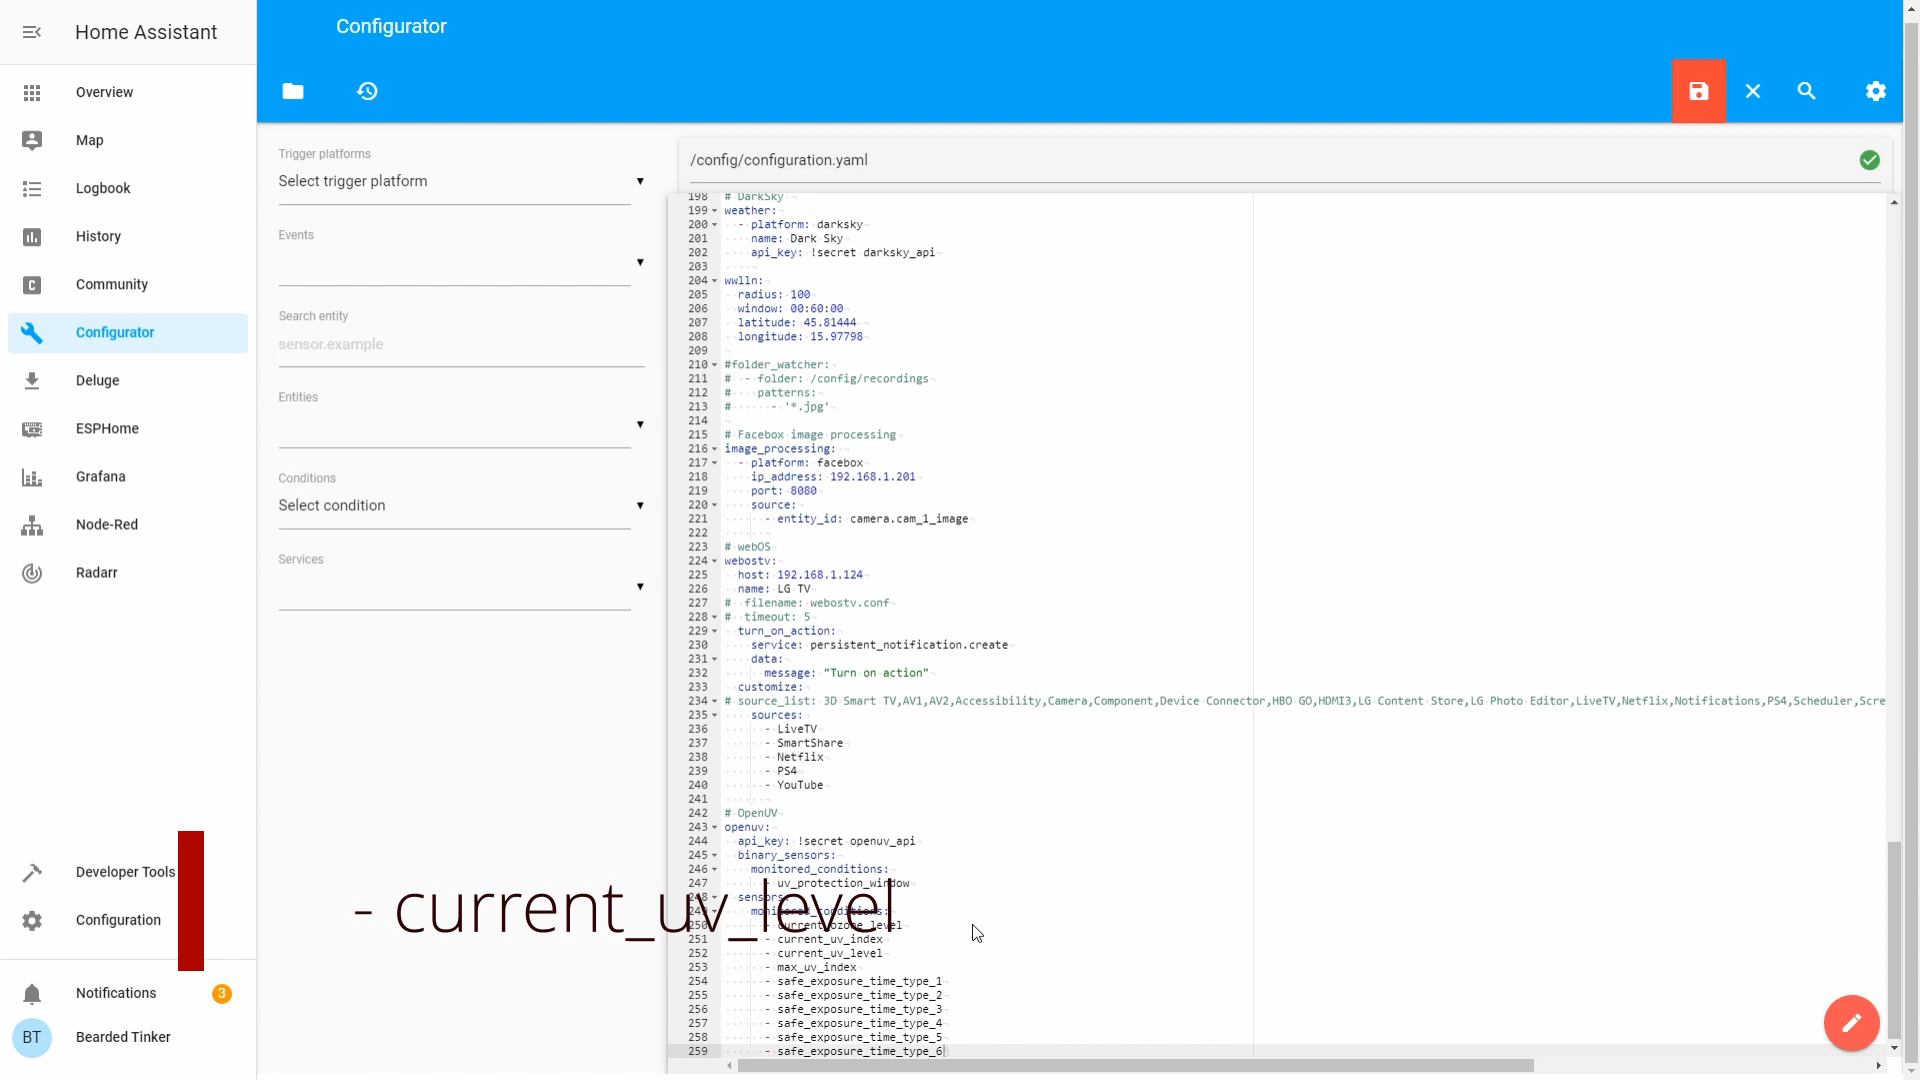 Home Assistant
Configurator
Overview
Map
Logbook
History
Community
Configurator
Deluge
ESPHome
Grafana
Node-Red
Radarr
Developer Tools
Configuration
Notifications 3
BT Bearded Tinker
Trigger platforms
Select trigger platform
Events
Search entity
sensor.example
Entities
Conditions
Select condition
Services
/config/configuration.yaml
198 # DarkSky
199 weather:
200 - platform: darksky
201 name: Dark Sky
202 api_key: !secret darksky_api
203
204 wwlln:
205 radius: 100
206 window: 00:60:00
207 latitude: 45.81444
208 longitude: 15.97798
209
210 #folder_watcher:
211 # - folder: /config/recordings
212 # patterns:
213 # - '*.jpg'
214
215 # Facebox image processing
216 image_processing:
217 - platform: facebox
218 ip_address: 192.168.1.201
219 port: 8080
220 source:
221 - entity_id: camera.cam_1_image
222
223 # webOS
224 webostv:
225 host: 192.168.1.124
226 name: LG TV
227 # filename: webostv.conf
228 # timeout: 5
229 turn_on_action:
230 service: persistent_notification.create
231 data:
232 message: "Turn on action"
233 customize:
234 # source_list: 3D Smart TV,AV1,AV2,Accessibility,Camera,Component,Device Connector,HBO GO,HDMI3,LG Content Store,LG Photo Editor,LiveTV,Netflix,Notifications,PS4,Scheduler,Scre
235 sources:
236 - LiveTV
237 - SmartShare
238 - Netflix
239 - PS4
240 - YouTube
241
242 # OpenUV
243 openuv:
244 api_key: !secret openuv_api
245 binary_sensors:
246 monitored_conditions:
247 - uv_protection_window
248 sensors:
249 monitored_conditions:
250 - current_ozone_level
251 - current_uv_index
252 - current_uv_level
253 - max_uv_index
254 - safe_exposure_time_type_1
255 - safe_exposure_time_type_2
256 - safe_exposure_time_type_3
257 - safe_exposure_time_type_4
258 - safe_exposure_time_type_5
259 - safe_exposure_time_type_6
- current_uv_level